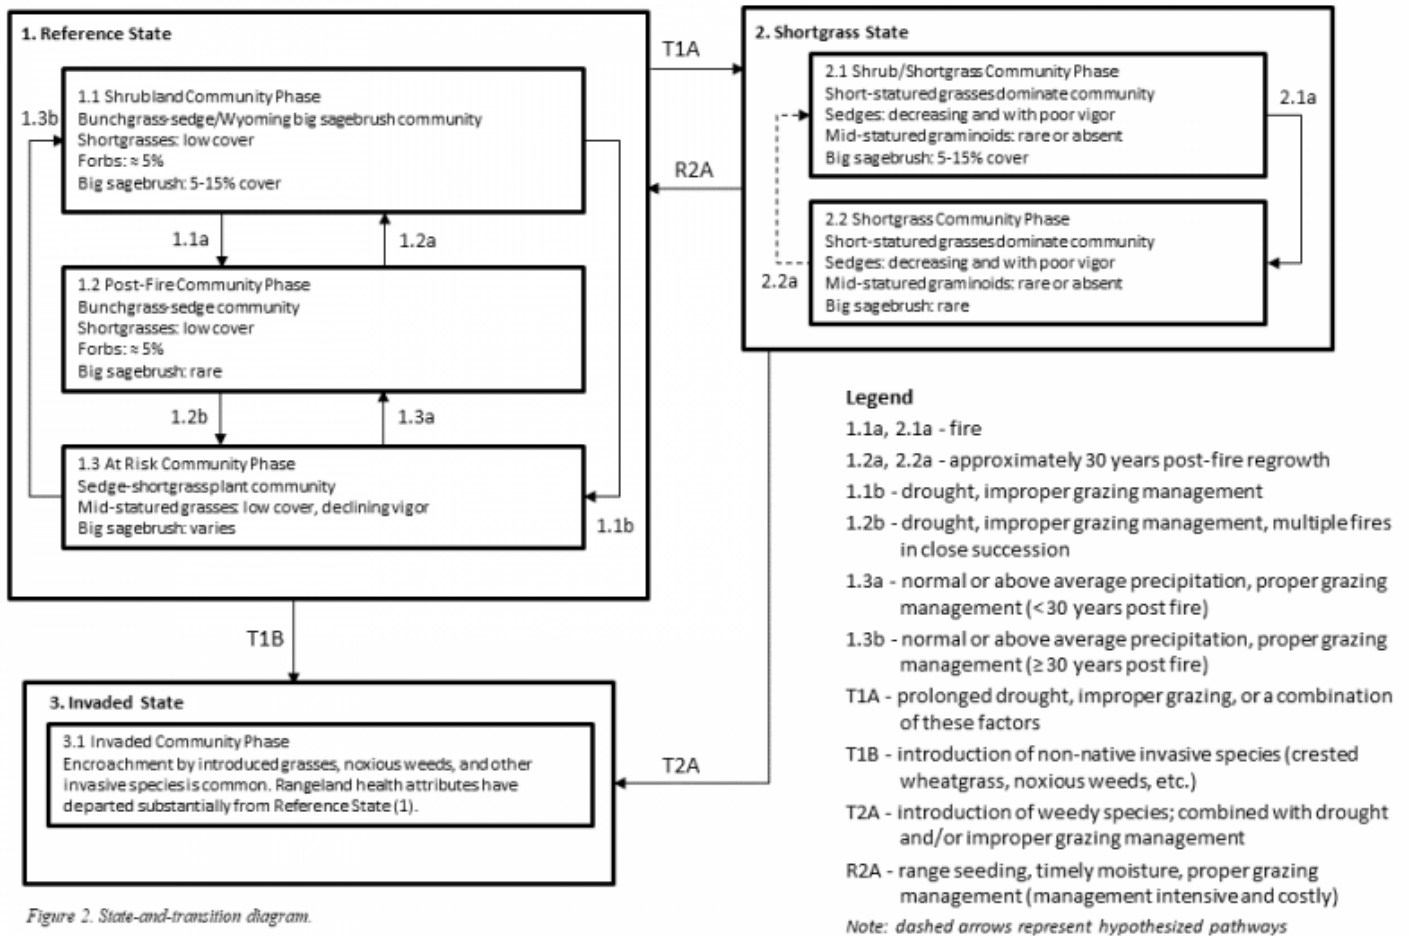 1. Reference State
1.1 Shrubland Community Phase
Bunchgrass-sedge/Wyoming big sagebrush community
Shortgrasses: low cover
Forbs: ≈ 5%
Big sagebrush: 5-15% cover
1.3b
1.1a
1.2a
1.2 Post-Fire Community Phase
Bunchgrass-sedge community
Shortgrasses: low cover
Forbs: ≈ 5%
Big sagebrush: rare
1.2b
1.3a
1.3 At Risk Community Phase
Sedge-shortgrass plant community
Mid-statured grasses: low cover, declining vigor
Big sagebrush: varies
1.1b
T1A
R2A
2. Shortgrass State
2.1 Shrub/Shortgrass Community Phase
Short-statured grasses dominate community
Sedges: decreasing and with poor vigor
Mid-statured graminoids: rare or absent
Big sagebrush: 5-15% cover
2.1a
2.2 Shortgrass Community Phase
Short-statured grasses dominate community
Sedges: decreasing and with poor vigor
Mid-statured graminoids: rare or absent
Big sagebrush: rare
2.2a
T1B
3. Invaded State
3.1 Invaded Community Phase
Encroachment by introduced grasses, noxious weeds, and other
invasive species is common. Rangeland health attributes have
departed substantially from Reference State (1).
T2A
Legend
1.1a, 2.1a - fire
1.2a, 2.2a - approximately 30 years post-fire regrowth
1.1b - drought, improper grazing management
1.2b - drought, improper grazing management, multiple fires
in close succession
1.3a - normal or above average precipitation, proper grazing
management (< 30 years post fire)
1.3b - normal or above average precipitation, proper grazing
management (≥ 30 years post fire)
T1A - prolonged drought, improper grazing, or a combination
of these factors
T1B - introduction of non-native invasive species (crested
wheatgrass, noxious weeds, etc.)
T2A - introduction of weedy species; combined with drought
and/or improper grazing management
R2A - range seeding, timely moisture, proper grazing
management (management intensive and costly)
Note: dashed arrows represent hypothesized pathways
Figure 2. State-and-transition diagram.